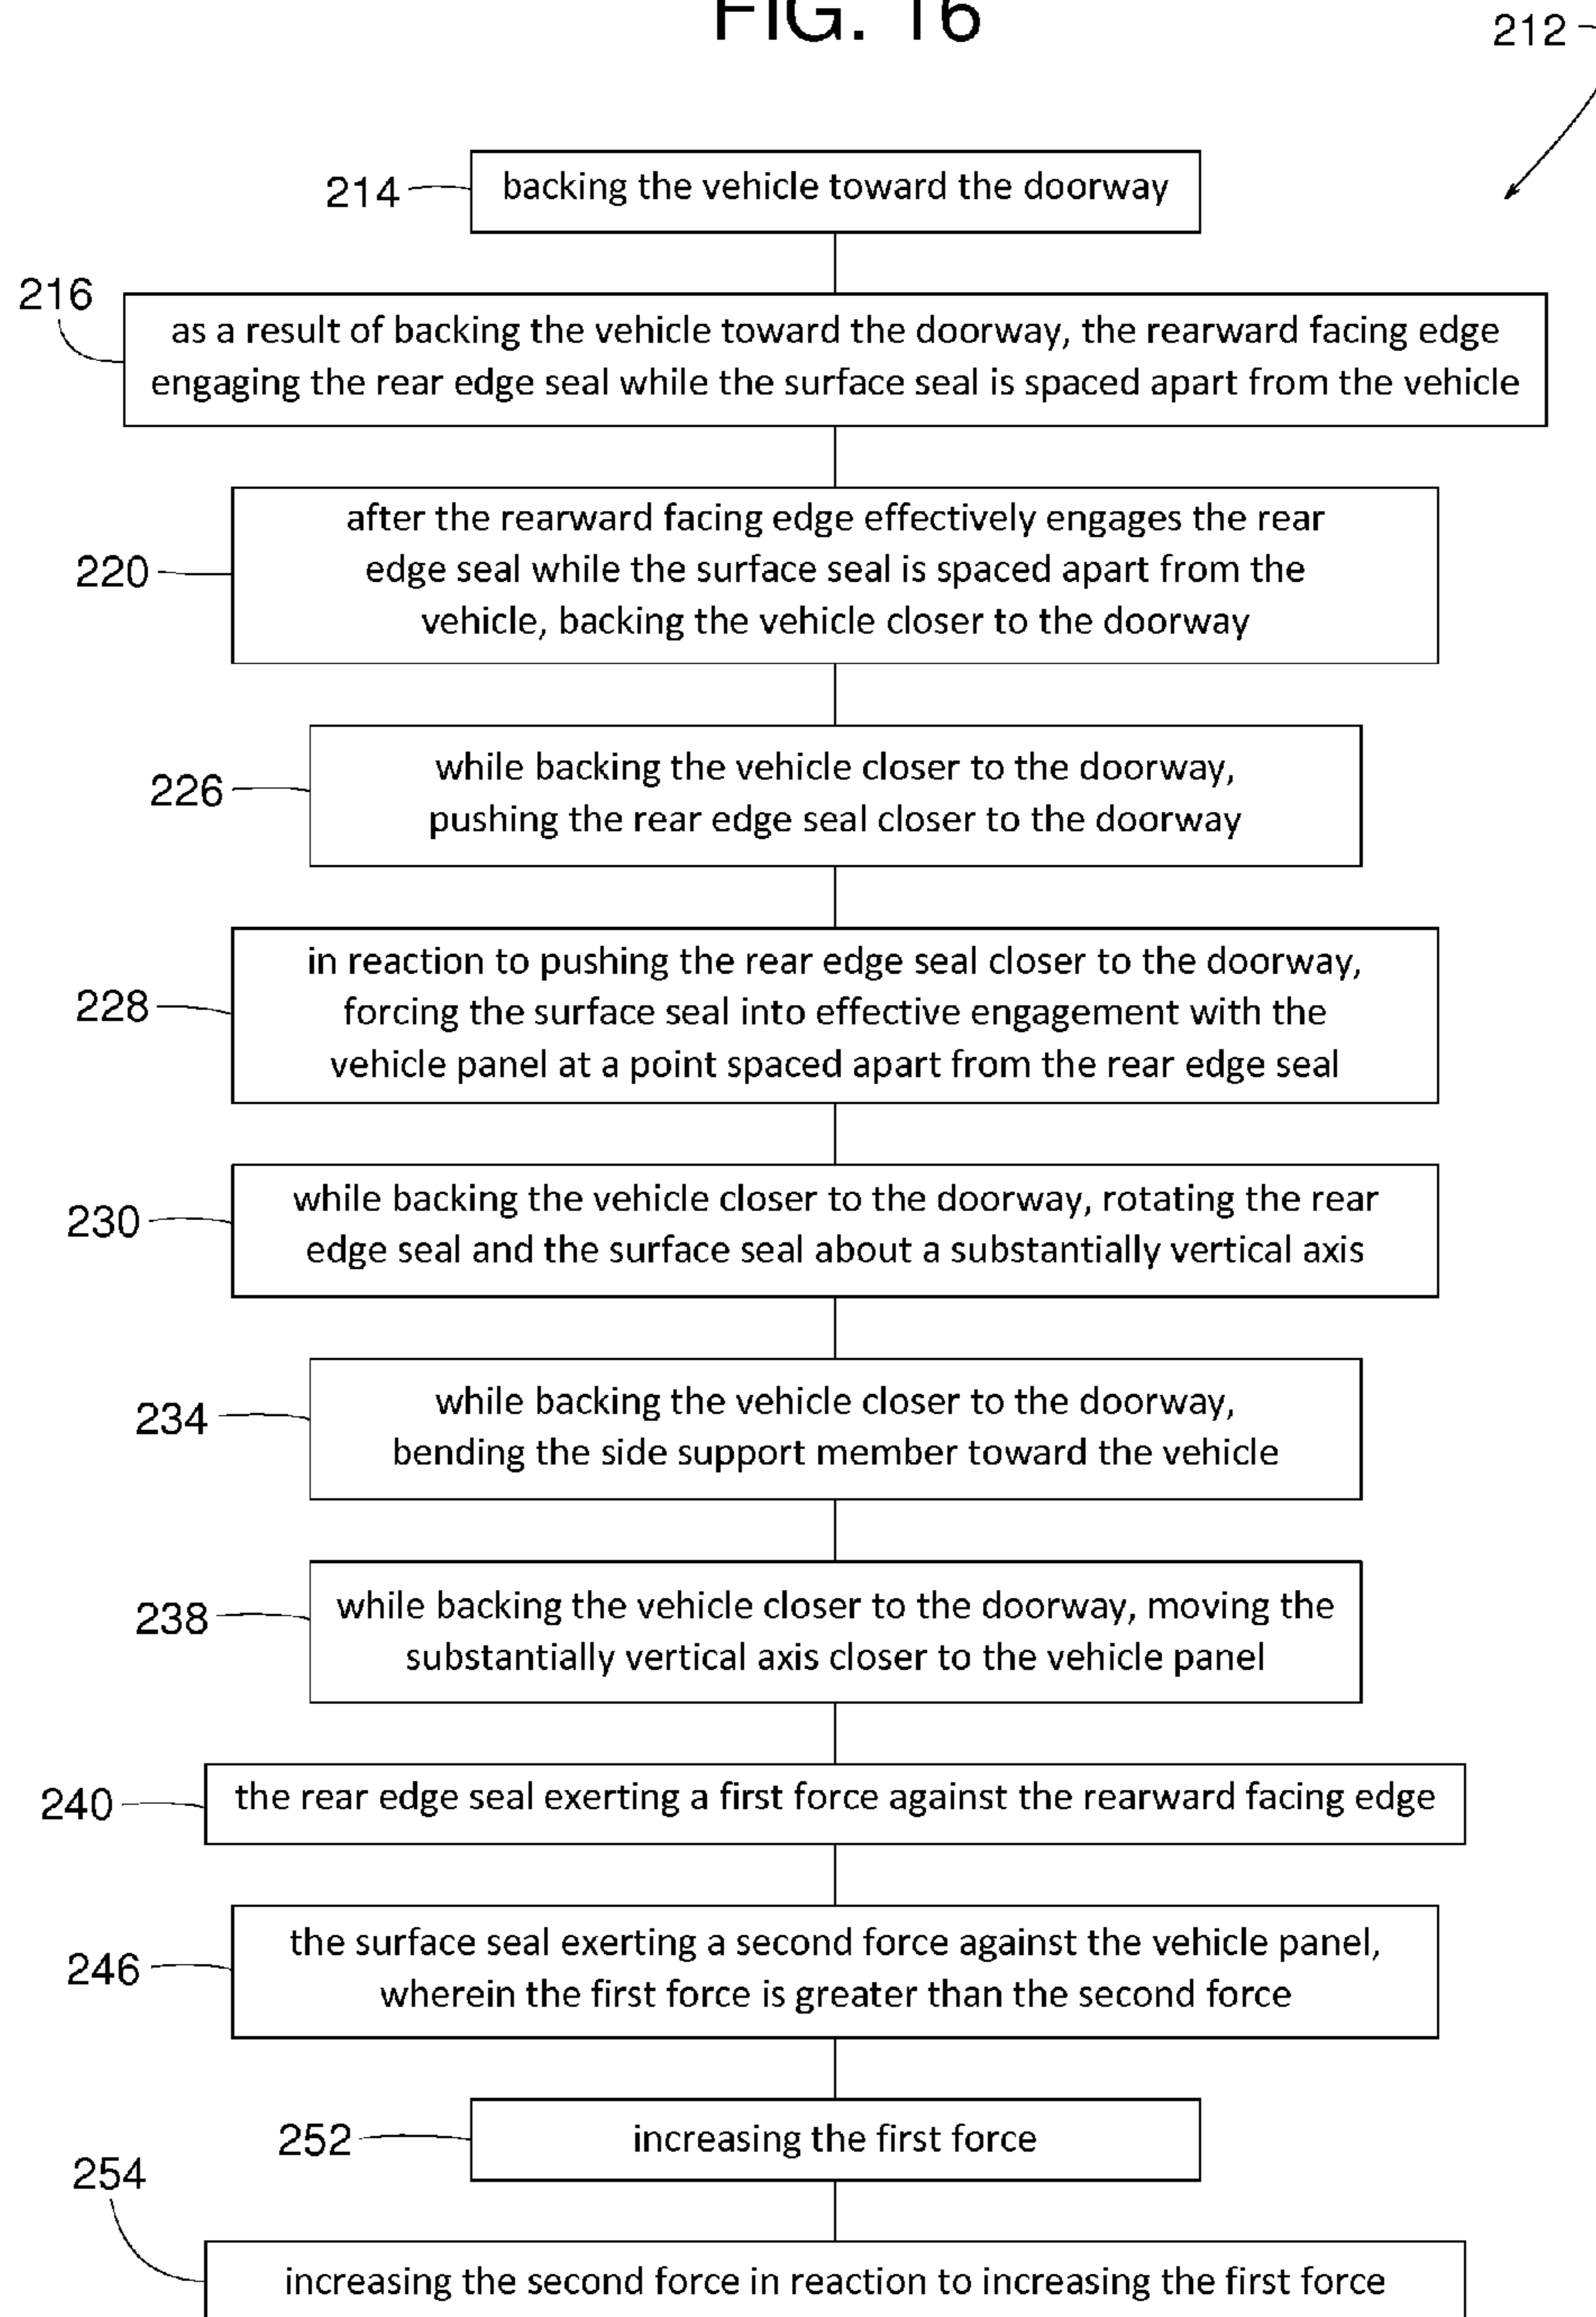 FIG. 16
212
214
backing the vehicle toward the doorway
216
as a result of backing the vehicle toward the doorway, the rearward facing edge
engaging the rear edge seal while the surface seal is spaced apart from the vehicle
220
after the rearward facing edge effectively engages the rear
edge seal while the surface seal is spaced apart from the
vehicle, backing the vehicle closer to the doorway
226
while backing the vehicle closer to the doorway,
pushing the rear edge seal closer to the doorway
228
in reaction to pushing the rear edge seal closer to the doorway,
forcing the surface seal into effective engagement with the
vehicle panel at a point spaced apart from the rear edge seal
230
while backing the vehicle closer to the doorway, rotating the rear
edge seal and the surface seal about a substantially vertical axis
234
while backing the vehicle closer to the doorway,
bending the side support member toward the vehicle
238
while backing the vehicle closer to the doorway, moving the
substantially vertical axis closer to the vehicle panel
240
the rear edge seal exerting a first force against the rearward facing edge
246
the surface seal exerting a second force against the vehicle panel,
wherein the first force is greater than the second force
252
increasing the first force
254
increasing the second force in reaction to increasing the first force